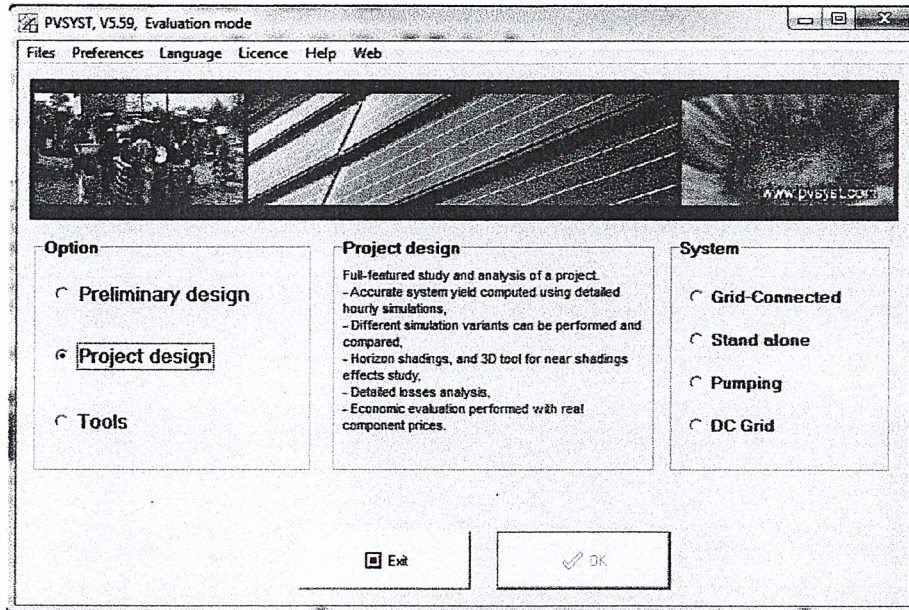 PVSYST, V5.59, Evaluation mode
Files Preferences Language Licence Help Web
www.pvsyst.com
Option
Preliminary design
Project design
Tools
Project design
Full-featured study and analysis of a project.
- Accurate system yield computed using detailed
hourly simulations,
- Different simulation variants can be performed and
compared,
- Horizon shadings, and 3D tool for near shadings
effects study,
- Detailed losses analysis,
- Economic evaluation performed with real
component prices.
System
Grid-Connected
Stand alone
Pumping
DC Grid
Exit
OK